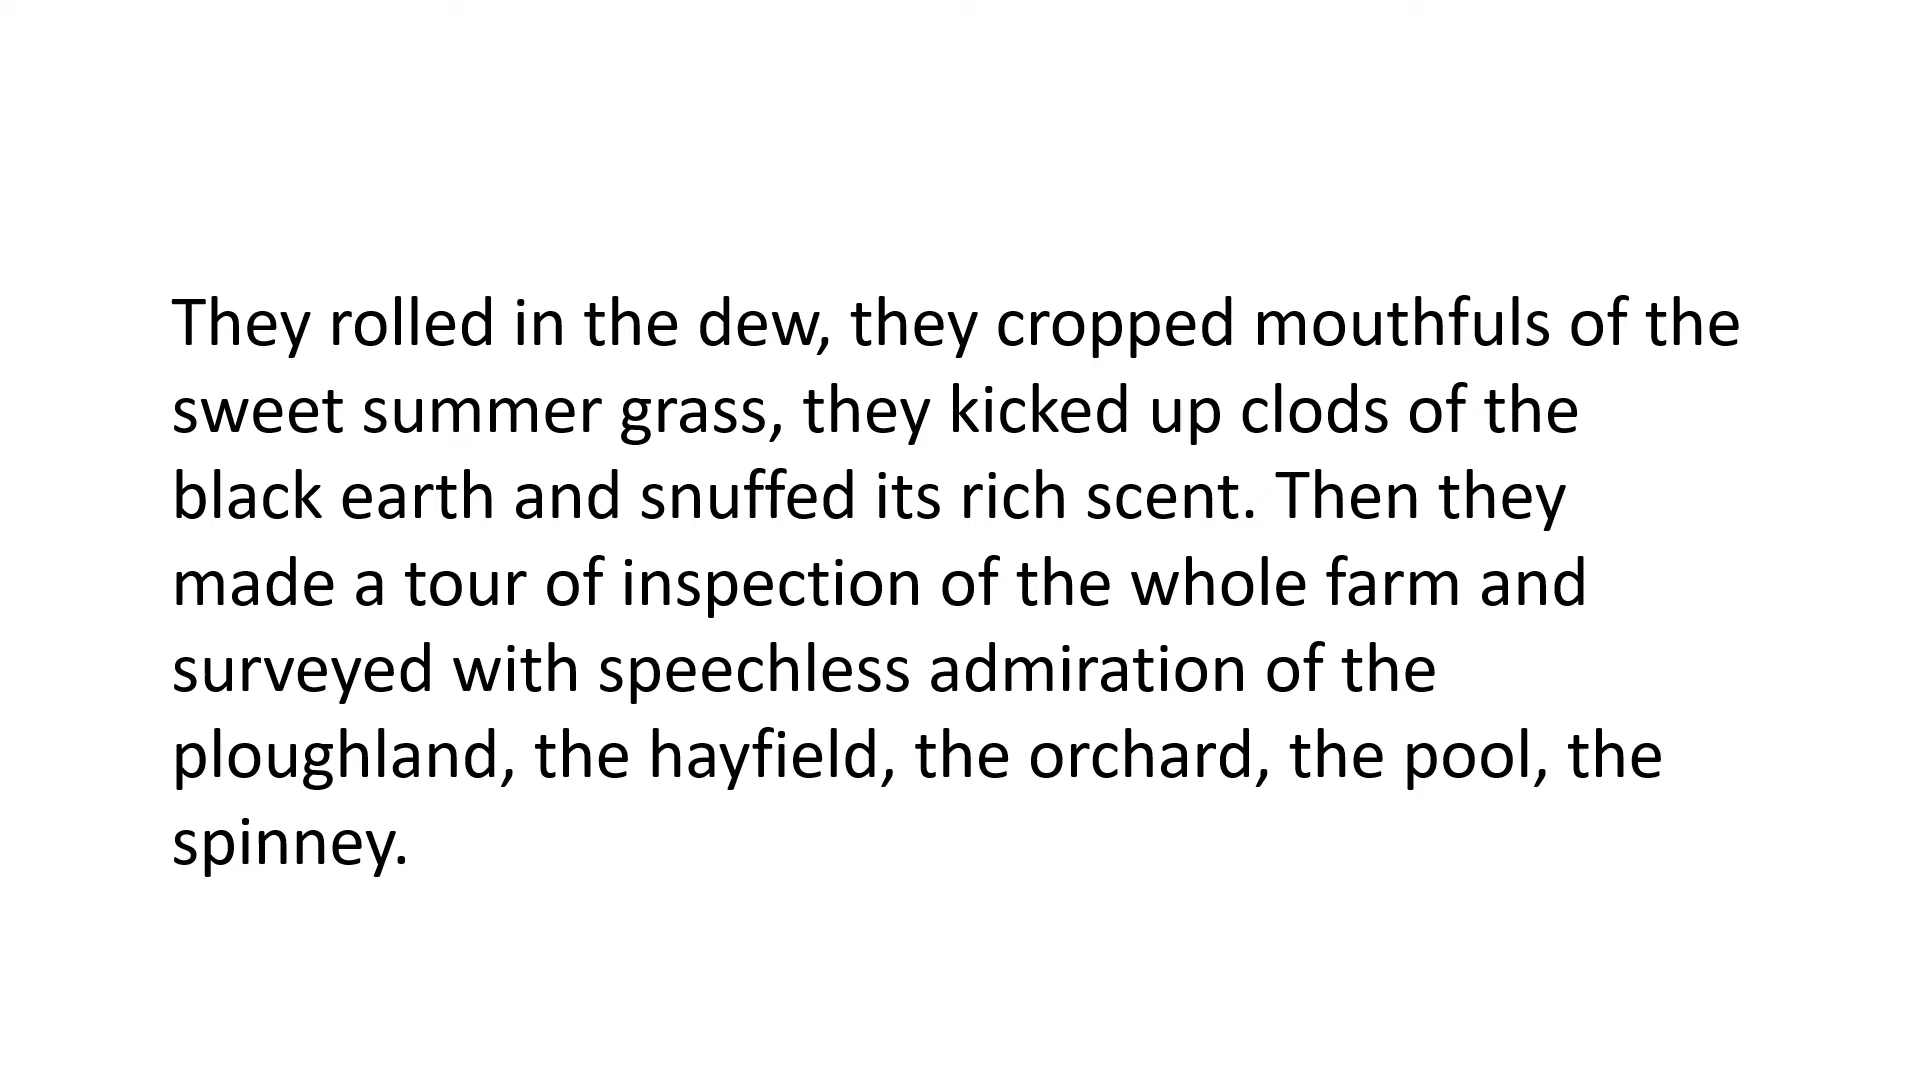 They rolled in the dew, they cropped mouthfuls of the
sweet summer grass, they kicked up clods of the
black earth and snuffed its rich scent. Then they
made a tour of inspection of the whole farm and
surveyed with speechless admiration of the
ploughland, the hayfield, the orchard, the pool, the
spinney.